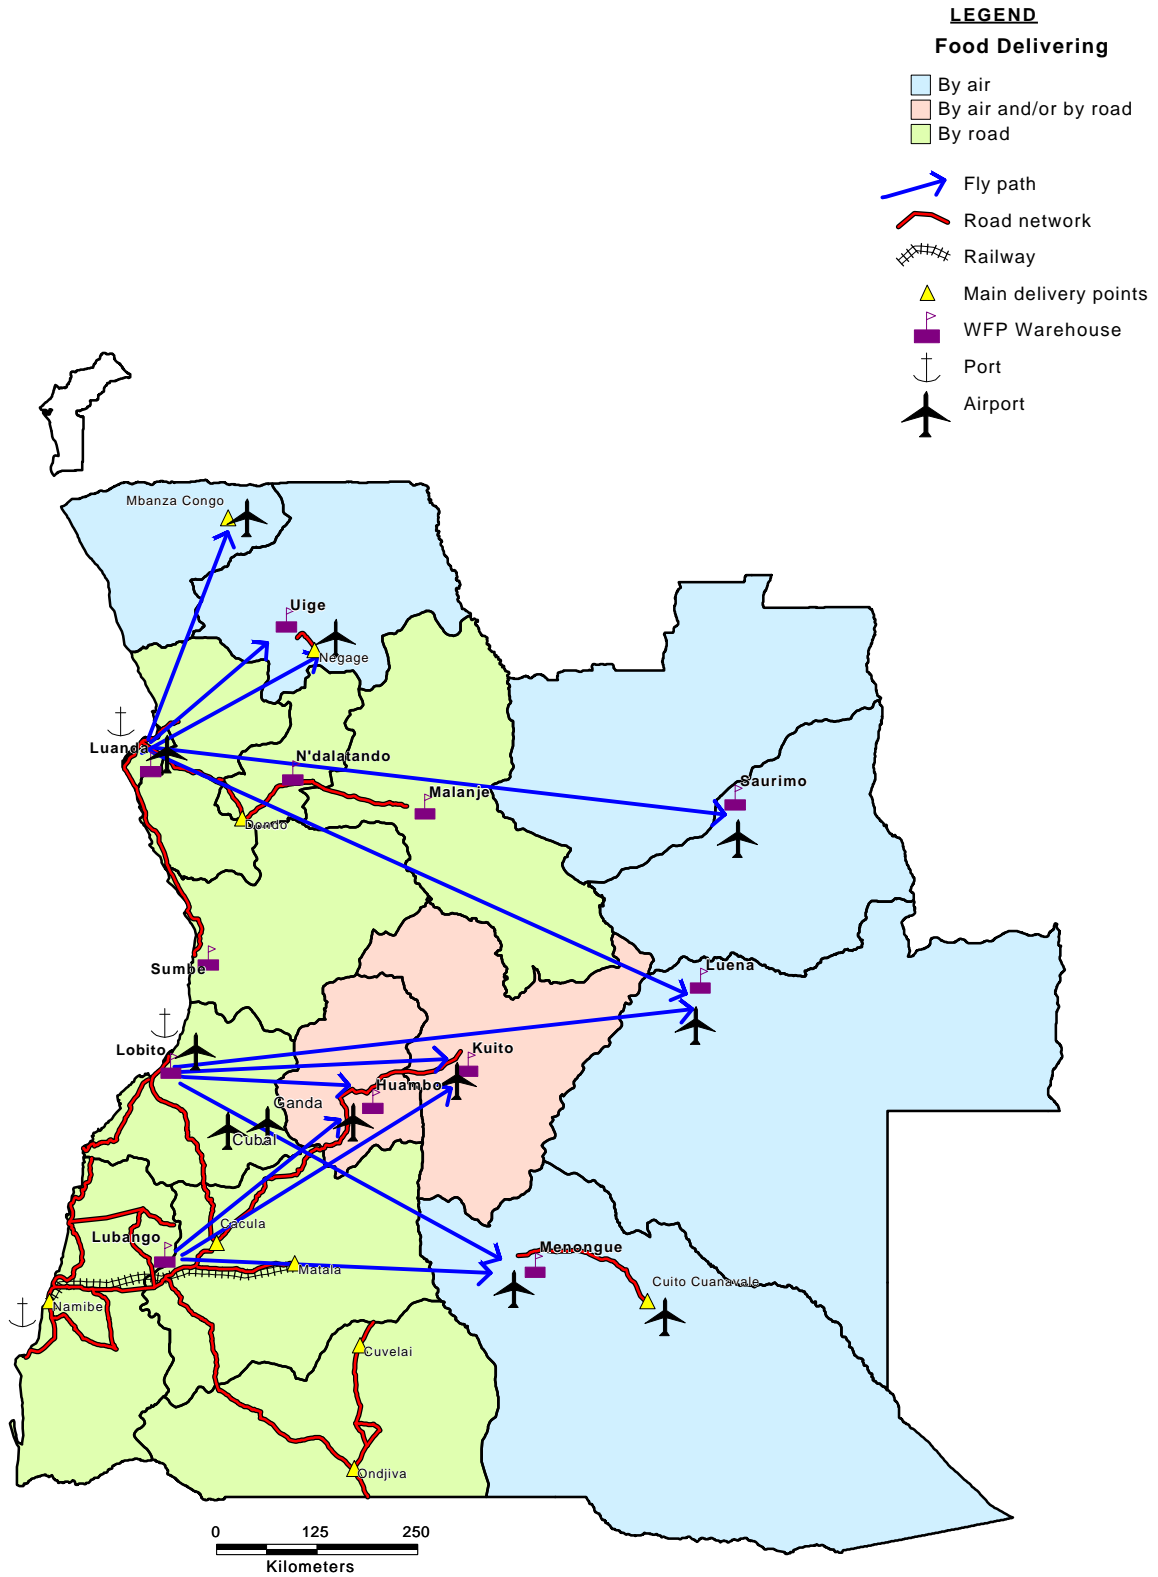 LEGEND
Food Delivering
By air
By air and/or by road
By road
Fly path
Road network
Railway
Main delivery points
WFP Warehouse
Port
Airport
Mbanza Congo
Uige
Negage
Luanda
N'dalatando
Saurimo
Malanje
Dondo
Sumbe
Luena
Lobito
Kuito
Huambo
Ganda
Cubal
Cacula
Lubango
Menongue
Matala
Cuito Cuanavale
Namibe
Cuvelai
Ondjiva
0 125 250
Kilometers